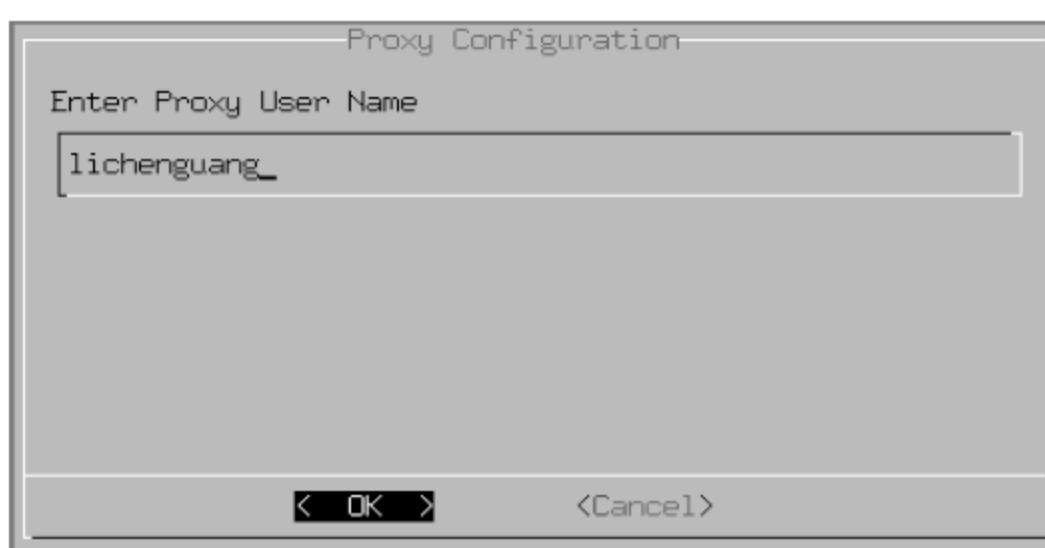 Proxy Configuration
Enter Proxy User Name
lichenguang_
< OK > <Cancel>